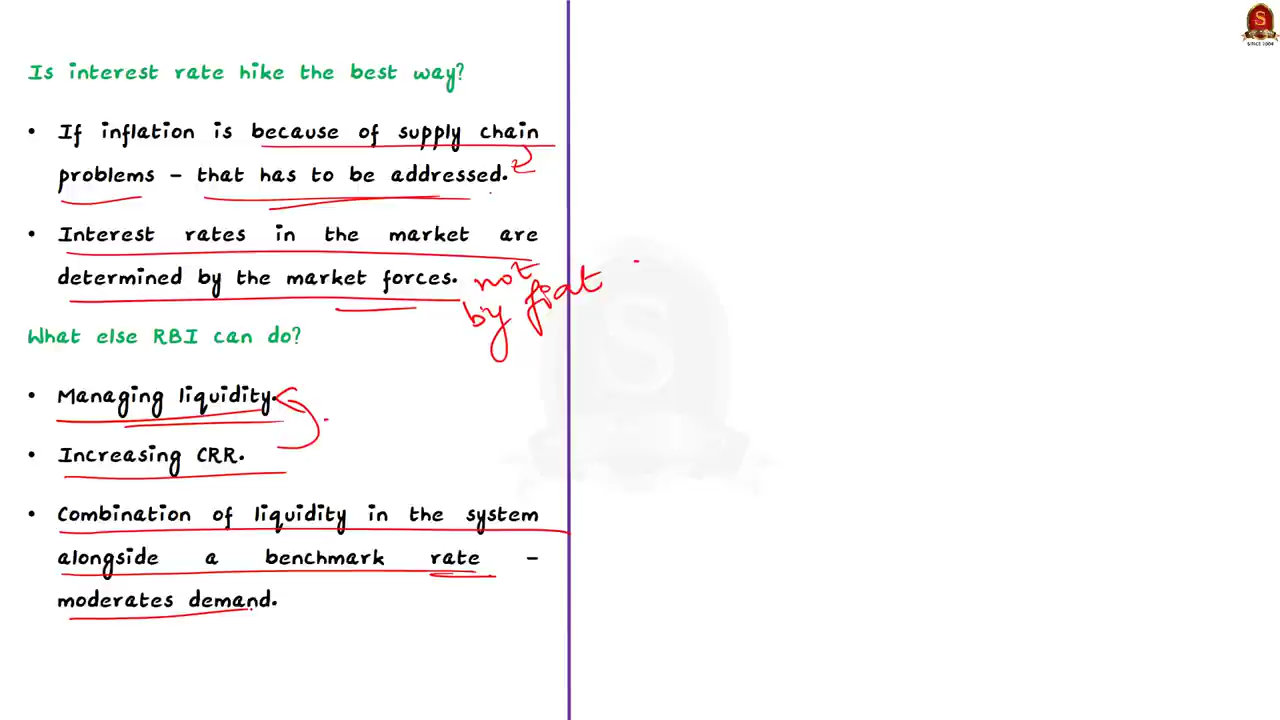 Is interest rate hike the best way?
• If inflation is because of supply chain
problems – that has to be addressed.
• Interest rates in the market are
determined by the market forces.
not
by fiat
What else RBI can do?
• Managing liquidity.
• Increasing CRR.
• Combination of liquidity in the system
alongside a benchmark rate –
moderates demand.
S
SINCE 2004
S